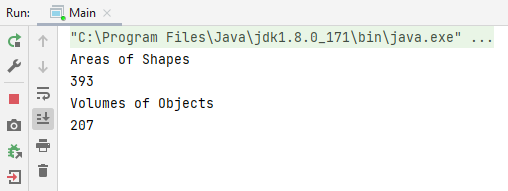 Run: Main
"C:\Program Files\Java\jdk1.8.0_171\bin\java.exe" ...
Areas of Shapes
393
Volumes of Objects
207